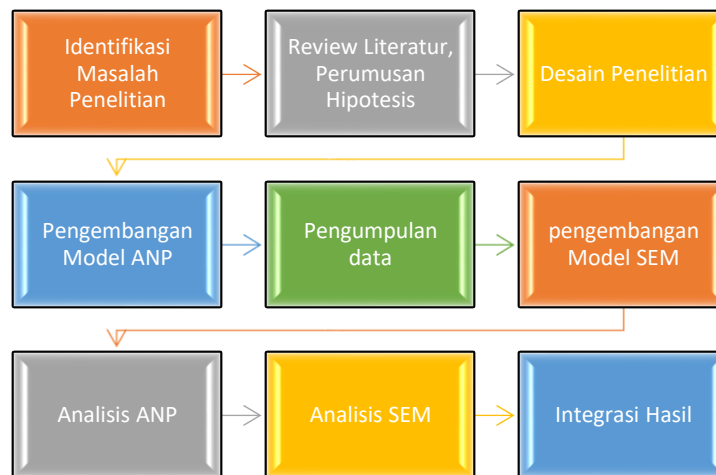 Identifikasi
Masalah
Penelitian
Review Literatur,
Perumusan
Hipotesis
Desain Penelitian
Pengembangan
Model ANP
Pengumpulan
data
pengembangan
Model SEM
Analisis ANP
Analisis SEM
Integrasi Hasil